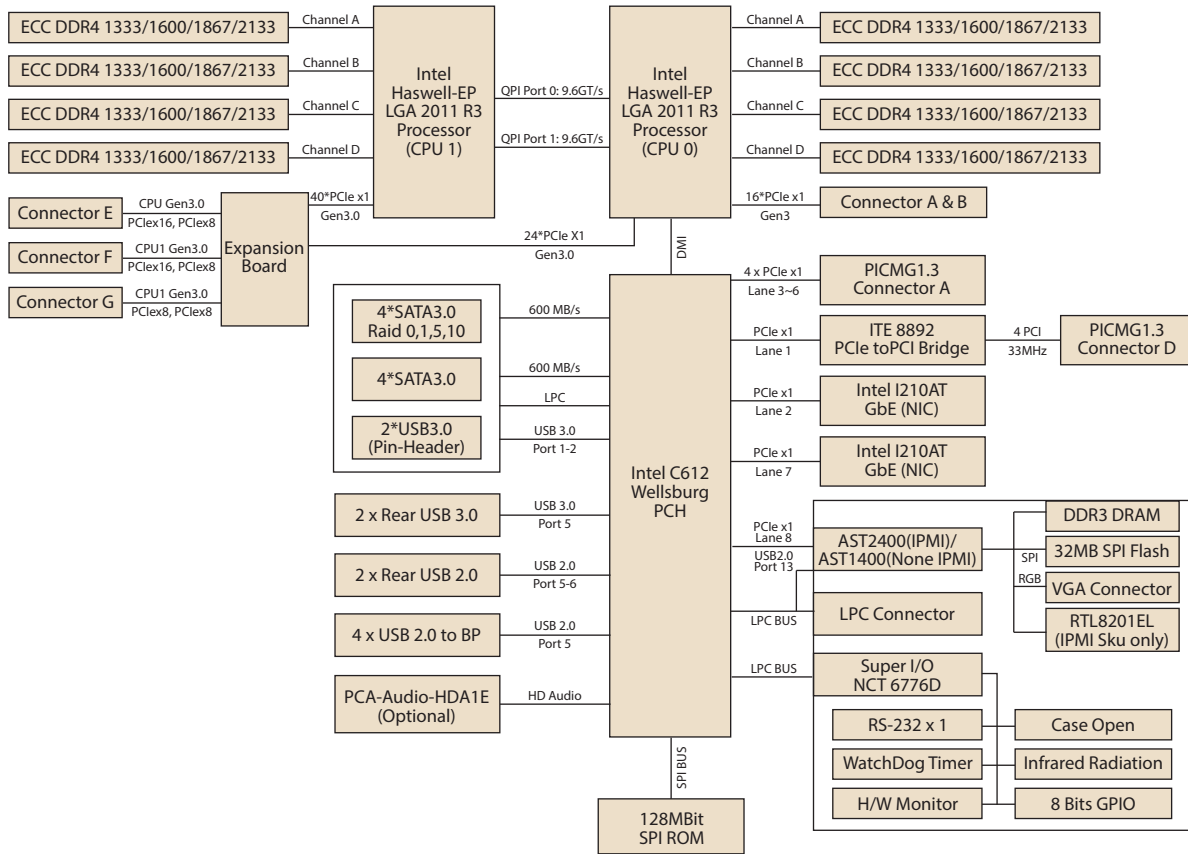 ECC DDR4 1333/1600/1867/2133
Channel A
ECC DDR4 1333/1600/1867/2133
Channel B
ECC DDR4 1333/1600/1867/2133
Channel C
ECC DDR4 1333/1600/1867/2133
Channel D
Intel
Haswell-EP
LGA 2011 R3
Processor
(CPU 1)
QPI Port 0: 9.6GT/s
QPI Port 1: 9.6GT/s
Intel
Haswell-EP
LGA 2011 R3
Processor
(CPU 0)
Channel A
ECC DDR4 1333/1600/1867/2133
Channel B
ECC DDR4 1333/1600/1867/2133
Channel C
ECC DDR4 1333/1600/1867/2133
Channel D
ECC DDR4 1333/1600/1867/2133
16*PCIe x1
Gen3
Connector A & B
Connector E
CPU Gen3.0
PCIex16, PCIex8
Connector F
CPU1 Gen3.0
PCIex16, PCIex8
Connector G
CPU1 Gen3.0
PCIex8, PCIex8
Expansion
Board
40*PCIe x1
Gen3.0
24*PCIe X1
Gen3.0
DMI
4*SATA3.0
Raid 0,1,5,10
600 MB/s
4*SATA3.0
600 MB/s
LPC
2*USB3.0
(Pin-Header)
USB 3.0
Port 1-2
2 x Rear USB 3.0
USB 3.0
Port 5
2 x Rear USB 2.0
USB 2.0
Port 5-6
4 x USB 2.0 to BP
USB 2.0
Port 5
PCA-Audio-HDA1E
(Optional)
HD Audio
Intel C612
Wellsburg
PCH
SPI BUS
128MBit
SPI ROM
4 x PCIe x1
Lane 3~6
PICMG1.3
Connector A
PCIe x1
Lane 1
ITE 8892
PCIe toPCI Bridge
4 PCI
33MHz
PICMG1.3
Connector D
PCIe x1
Lane 2
Intel I210AT
GbE (NIC)
PCIe x1
Lane 7
Intel I210AT
GbE (NIC)
PCIe x1
Lane 8
USB2.0
Port 13
AST2400(IPMI)/
AST1400(None IPMI)
SPI
RGB
DDR3 DRAM
32MB SPI Flash
VGA Connector
RTL8201EL
(IPMI Sku only)
LPC BUS
LPC Connector
LPC BUS
Super I/O
NCT 6776D
RS-232 x 1
Case Open
WatchDog Timer
Infrared Radiation
H/W Monitor
8 Bits GPIO